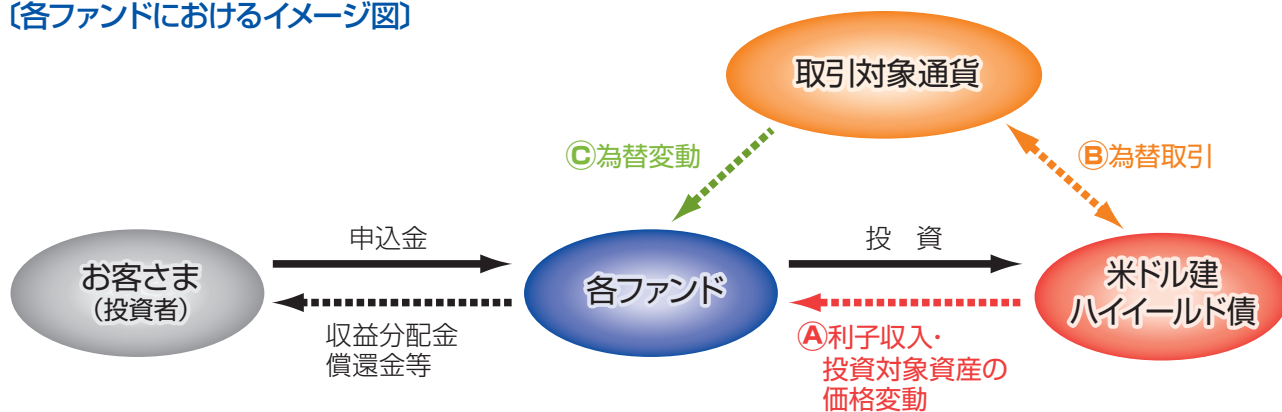 〔各ファンドにおけるイメージ図〕
取引対象通貨
Ⓒ為替変動
Ⓑ為替取引
申込金
投 資
お客さま
(投資者)
各ファンド
米ドル建
ハイイールド債
収益分配金
償還金等
Ⓐ利子収入・
投資対象資産の
価格変動